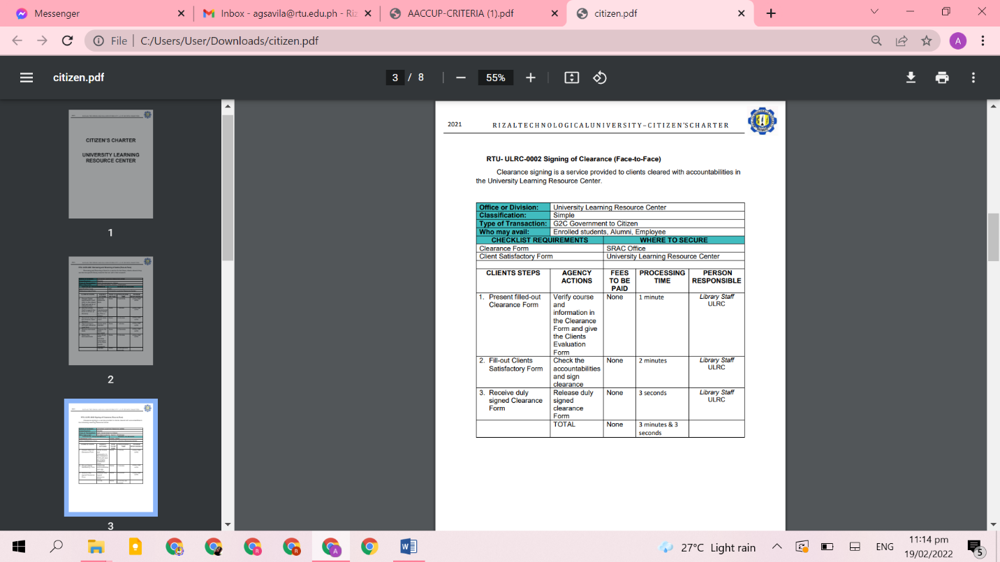 Messenger
Inbox - agsavila@rtu.edu.ph - Riz
AACCUP-CRITERIA (1).pdf
citizen.pdf
File
C:/Users/User/Downloads/citizen.pdf
A
citizen.pdf
3 / 8
55%
CITIZEN'S CHARTER
UNIVERSITY LEARNING
RESOURCE CENTER
1
2
3
2021
RIZALTECHNOLOGICALUNIVERSITY–CITIZEN'SCHARTER
RTU- ULRC-0002 Signing of Clearance (Face-to-Face)
Clearance signing is a service provided to clients cleared with accountabilities in
the University Learning Resource Center.
Office or Division: University Learning Resource Center
Classification: Simple
Type of Transaction: G2C Government to Citizen
Who may avail: Enrolled students, Alumni, Employee
CHECKLIST REQUIREMENTS WHERE TO SECURE
Clearance Form SRAC Office
Client Satisfactory Form University Learning Resource Center
CLIENTS STEPS AGENCY FEES PROCESSING PERSON
ACTIONS TO BE TIME RESPONSIBLE
PAID
1. Present filled-out Verify course None 1 minute Library Staff
Clearance Form and ULRC
information in
the Clearance
Form and give
the Clients
Evaluation
Form
2. Fill-out Clients Check the None 2 minutes Library Staff
Satisfactory Form accountabilities ULRC
and sign
clearance
3. Receive duly Release duly None 3 seconds Library Staff
signed Clearance signed ULRC
Form clearance
Form
TOTAL None 3 minutes & 3
seconds
27°C Light rain
ENG
11:14 pm
19/02/2022
5